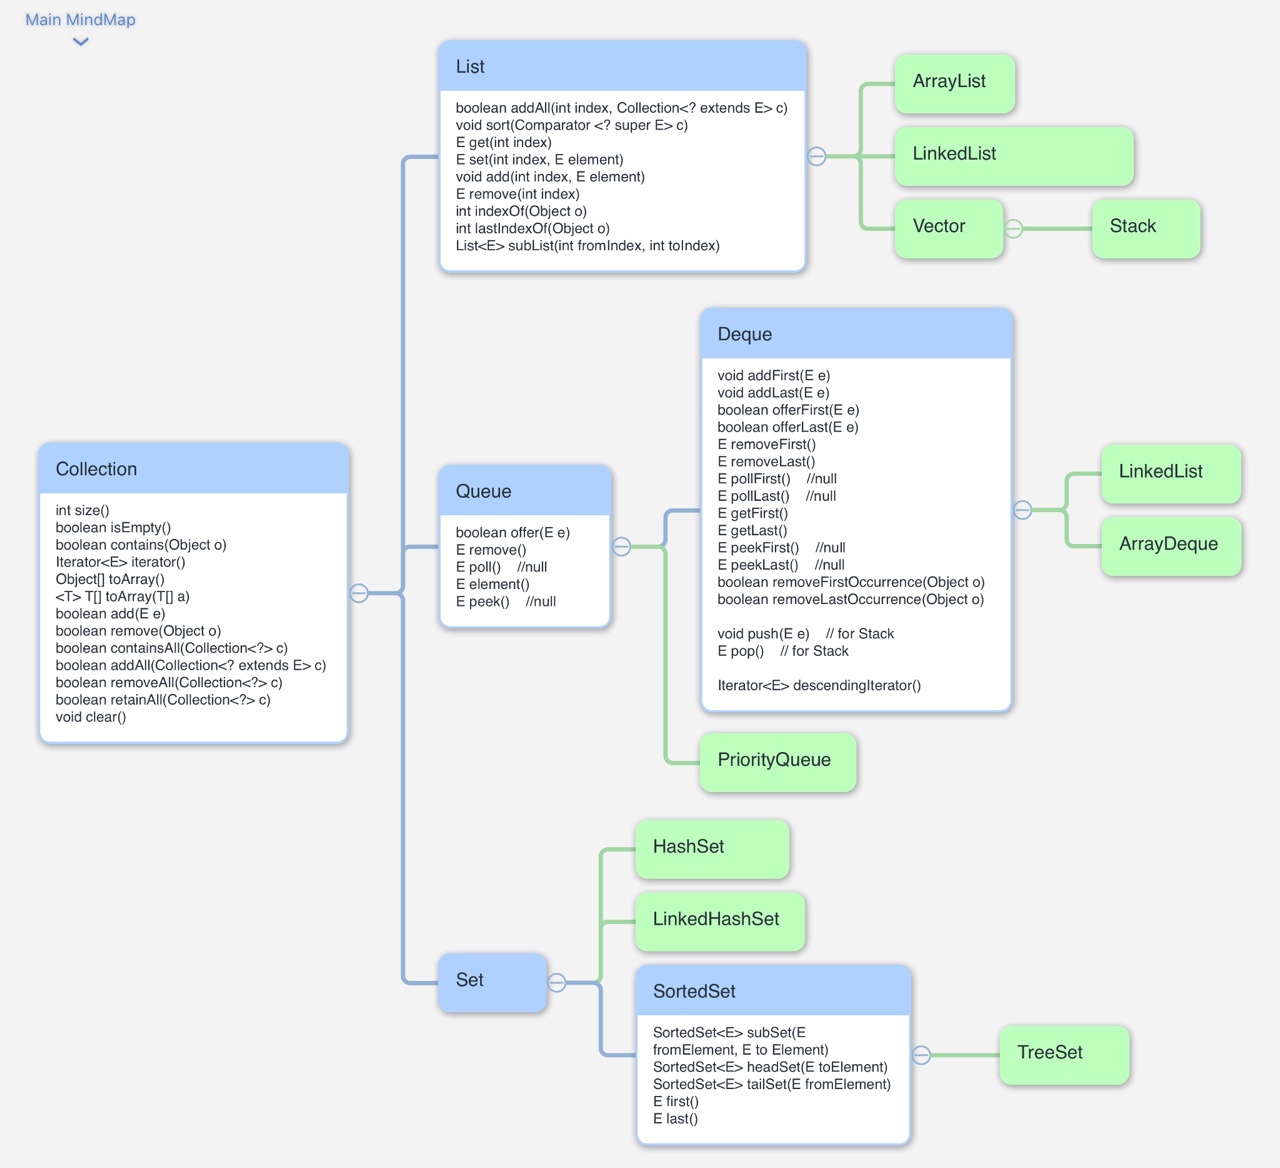 Main MindMap
List
boolean addAll(int index, Collection<? extends E> c)
void sort(Comparator <? super E> c)
E get(int index)
E set(int index, E element)
void add(int index, E element)
E remove(int index)
int indexOf(Object o)
int lastIndexOf(Object o)
List<E> subList(int fromIndex, int toIndex)
ArrayList
LinkedList
Vector
Stack
Collection
int size()
boolean isEmpty()
boolean contains(Object o)
Iterator<E> iterator()
Object[] toArray()
<T> T[] toArray(T[] a)
boolean add(E e)
boolean remove(Object o)
boolean containsAll(Collection<?> c)
boolean addAll(Collection<? extends E> c)
boolean removeAll(Collection<?> c)
boolean retainAll(Collection<?> c)
void clear()
Queue
boolean offer(E e)
E remove()
E poll()    //null
E element()
E peek()    //null
Deque
void addFirst(E e)
void addLast(E e)
boolean offerFirst(E e)
boolean offerLast(E e)
E removeFirst()
E removeLast()
E pollFirst()    //null
E pollLast()    //null
E getFirst()
E getLast()
E peekFirst()    //null
E peekLast()    //null
boolean removeFirstOccurrence(Object o)
boolean removeLastOccurrence(Object o)
void push(E e)    // for Stack
E pop()    // for Stack
Iterator<E> descendingIterator()
LinkedList
ArrayDeque
PriorityQueue
Set
HashSet
LinkedHashSet
SortedSet
SortedSet<E> subSet(E
fromElement, E to Element)
SortedSet<E> headSet(E toElement)
SortedSet<E> tailSet(E fromElement)
E first()
E last()
TreeSet